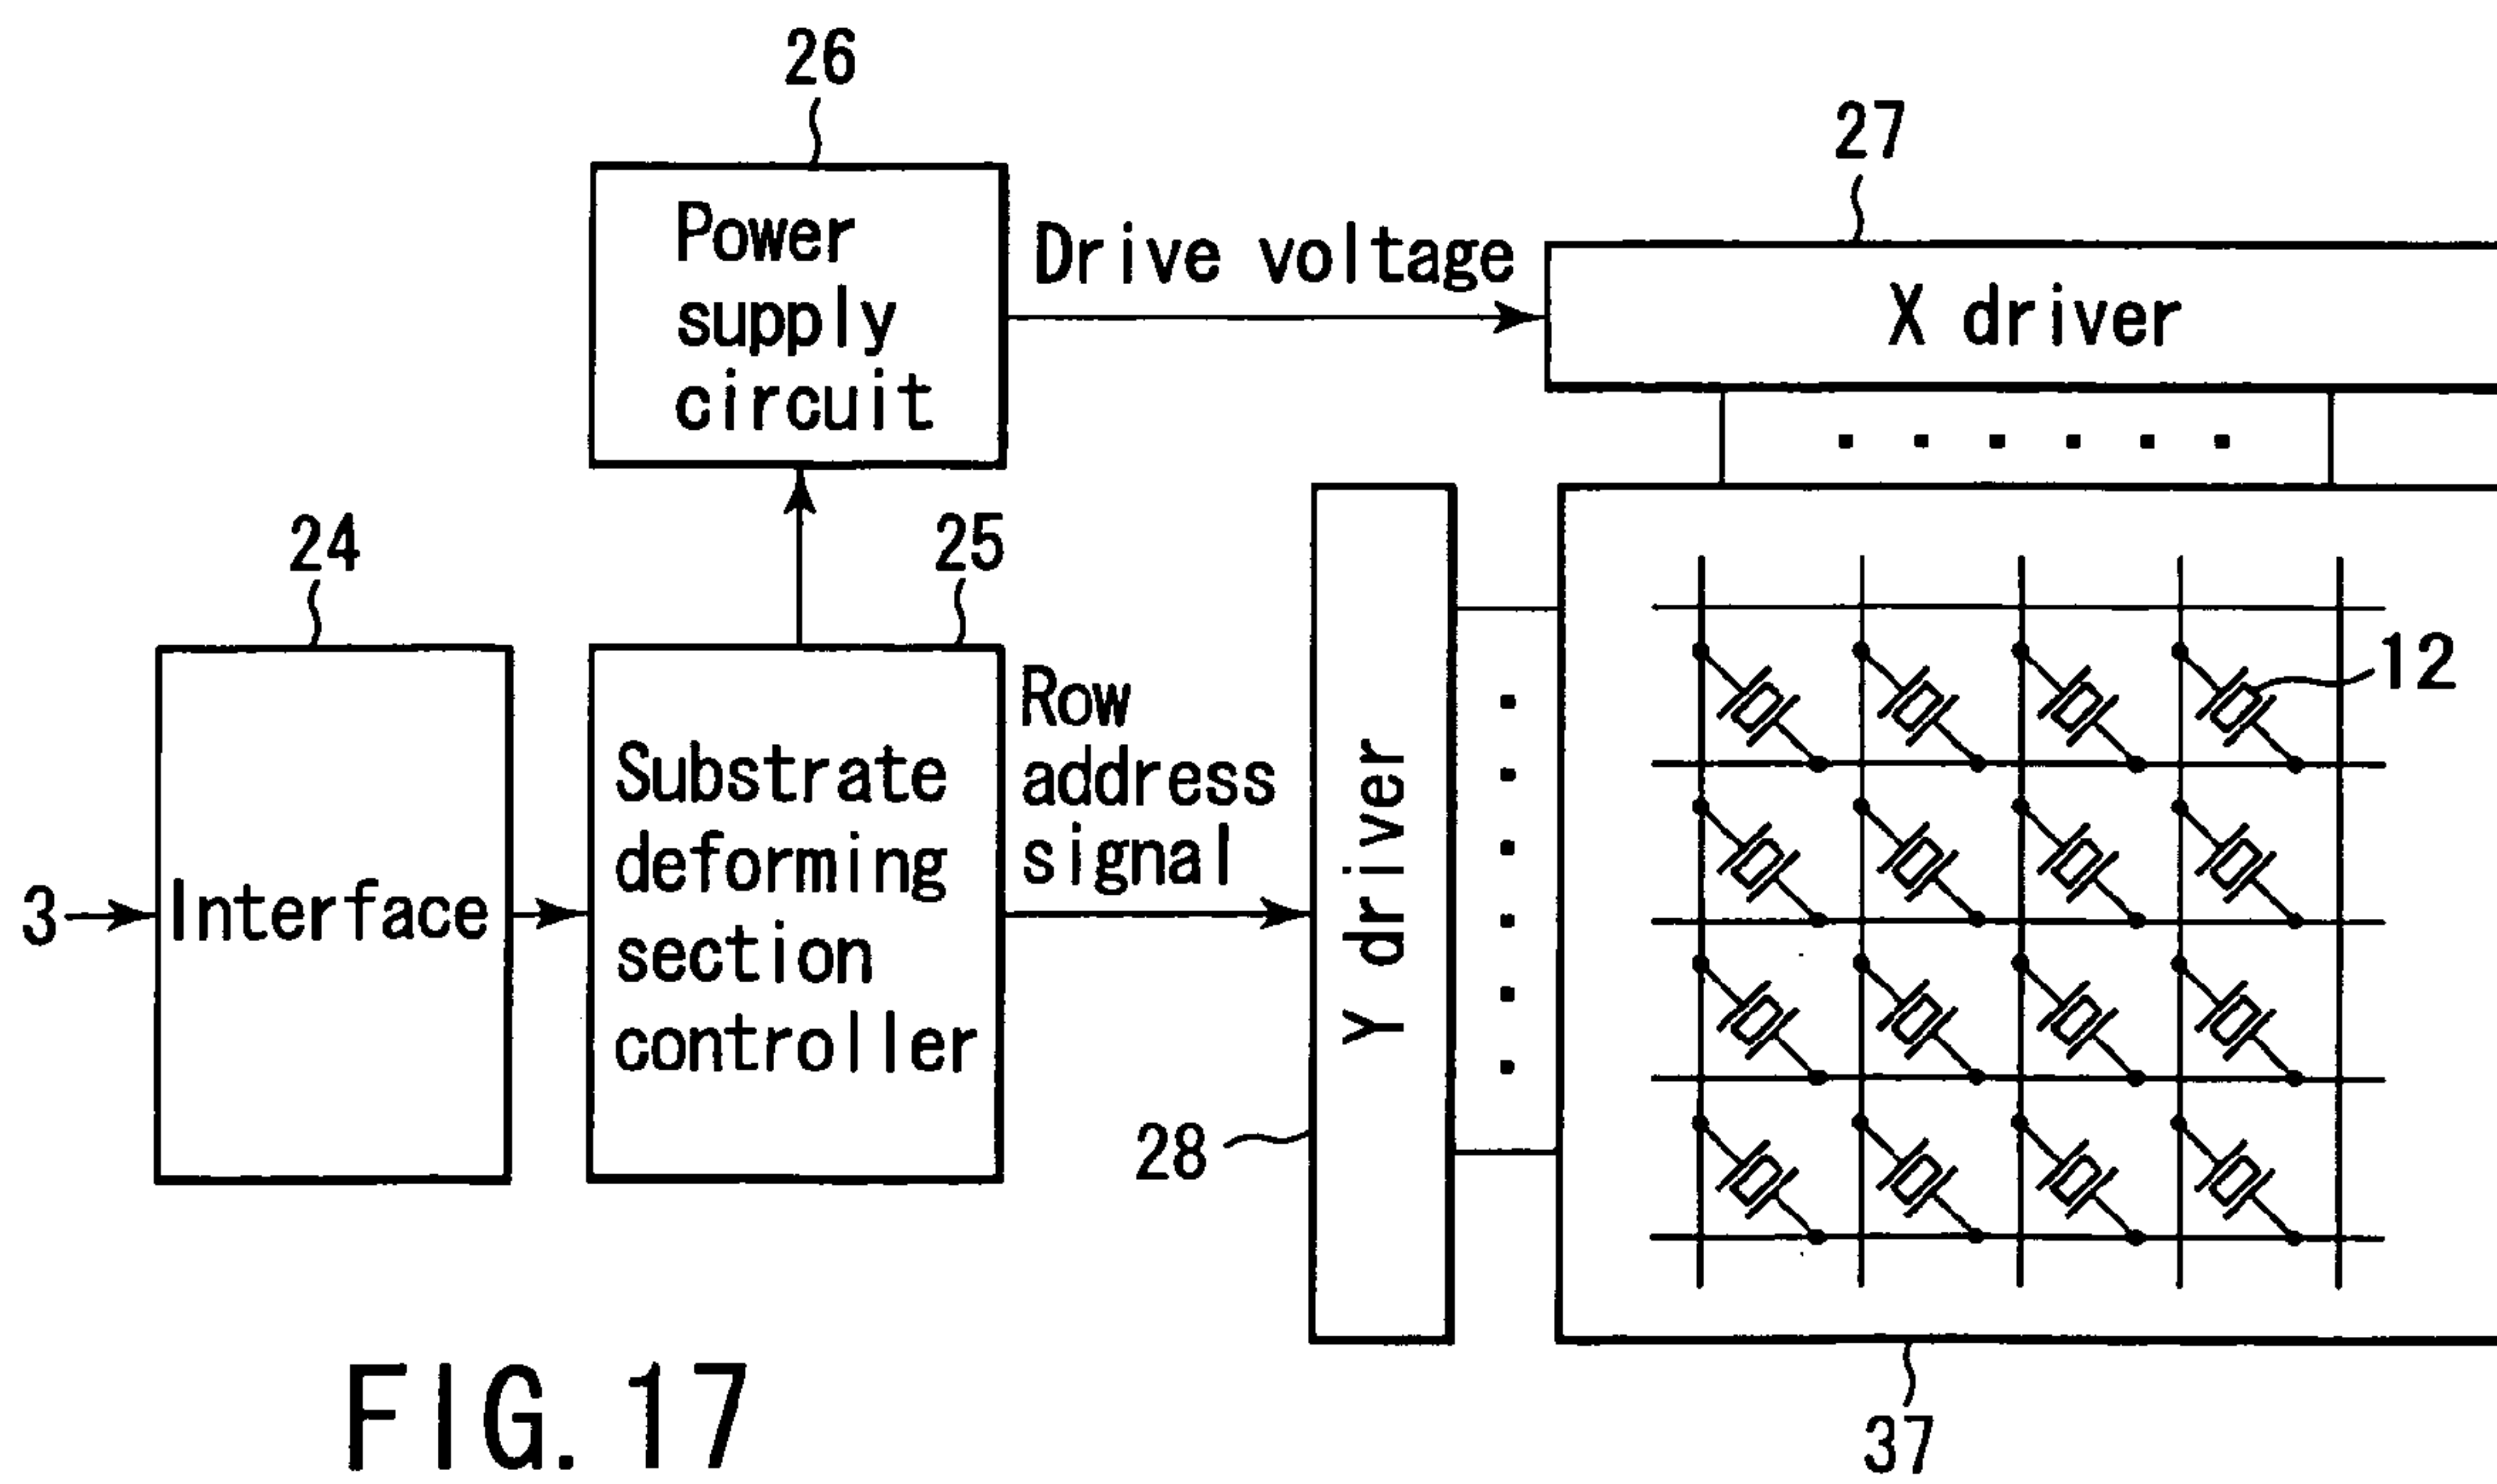 26
Power
supply
circuit
Drive voltage
27
X driver
24
25
Row
address
signal
3
Interface
Substrate
deforming
section
controller
Y driver
28
12
37
FIG. 17